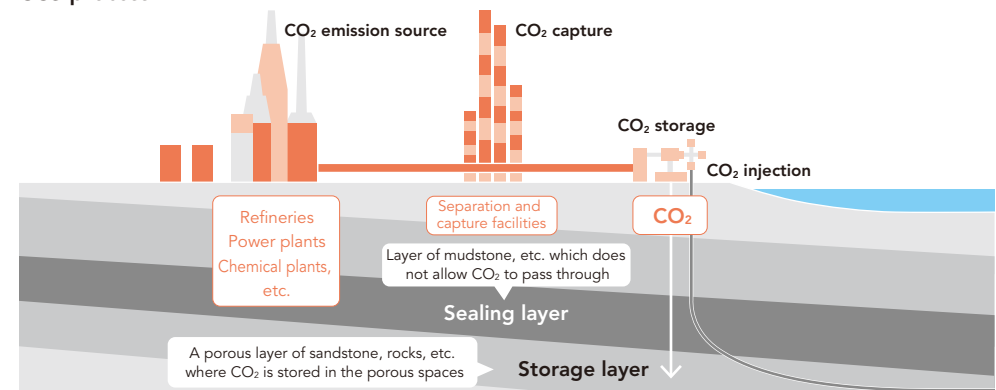 CO₂ emission source
CO₂ capture
CO₂ storage
CO₂ injection
Refineries
Power plants
Chemical plants,
etc.
Separation and
capture facilities
CO₂
Layer of mudstone, etc. which does
not allow CO₂ to pass through
Sealing layer
A porous layer of sandstone, rocks, etc.
where CO₂ is stored in the porous spaces
Storage layer